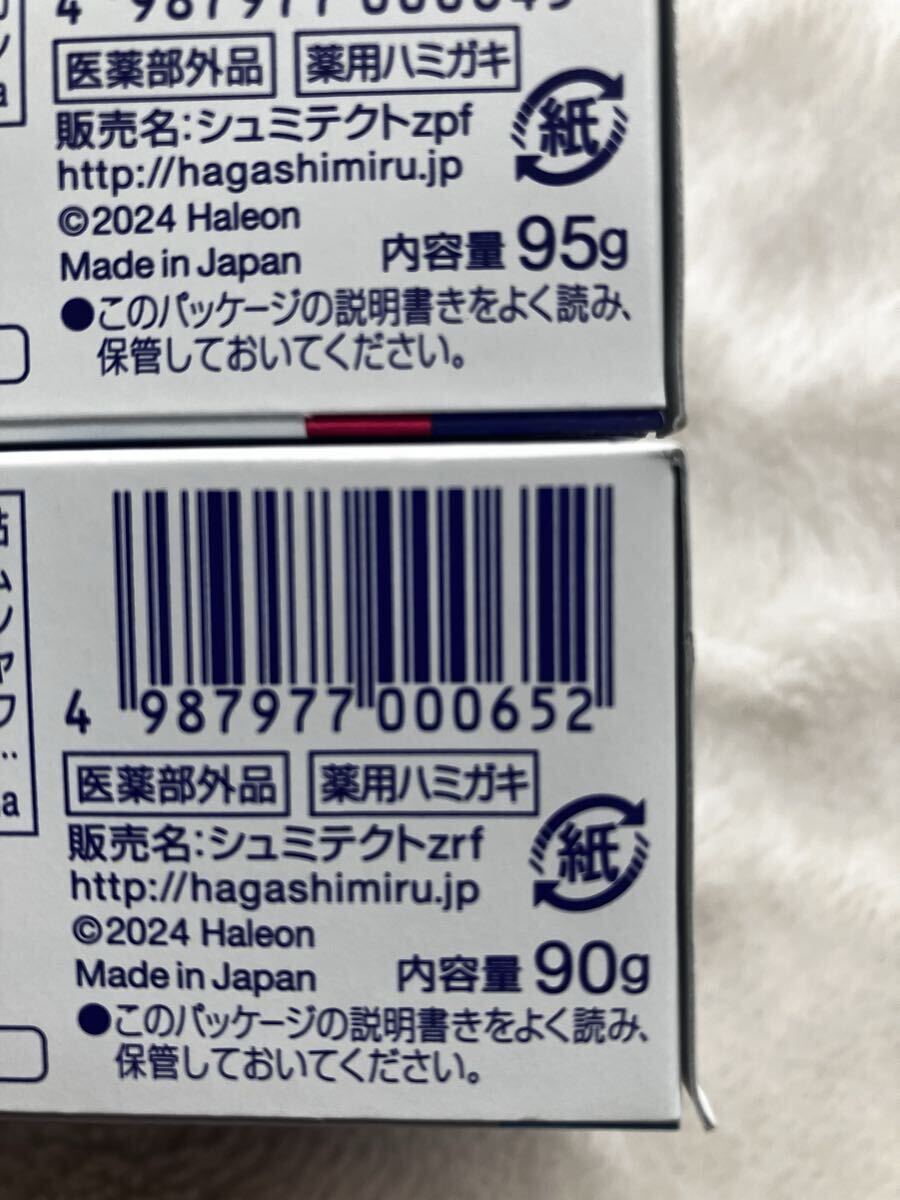 医薬部外品 薬用ハミガキ
販売名:シュミテクトzpf
紙
http://hagashimiru.jp
©2024 Haleon
Made in Japan 内容量 95g
●このパッケージの説明書きをよく読み、
保管しておいてください。
4 987977 000652
医薬部外品 薬用ハミガキ
販売名:シュミテクトzrf
紙
http://hagashimiru.jp
©2024 Haleon
Made in Japan 内容量 90g
●このパッケージの説明書きをよく読み、
保管しておいてください。